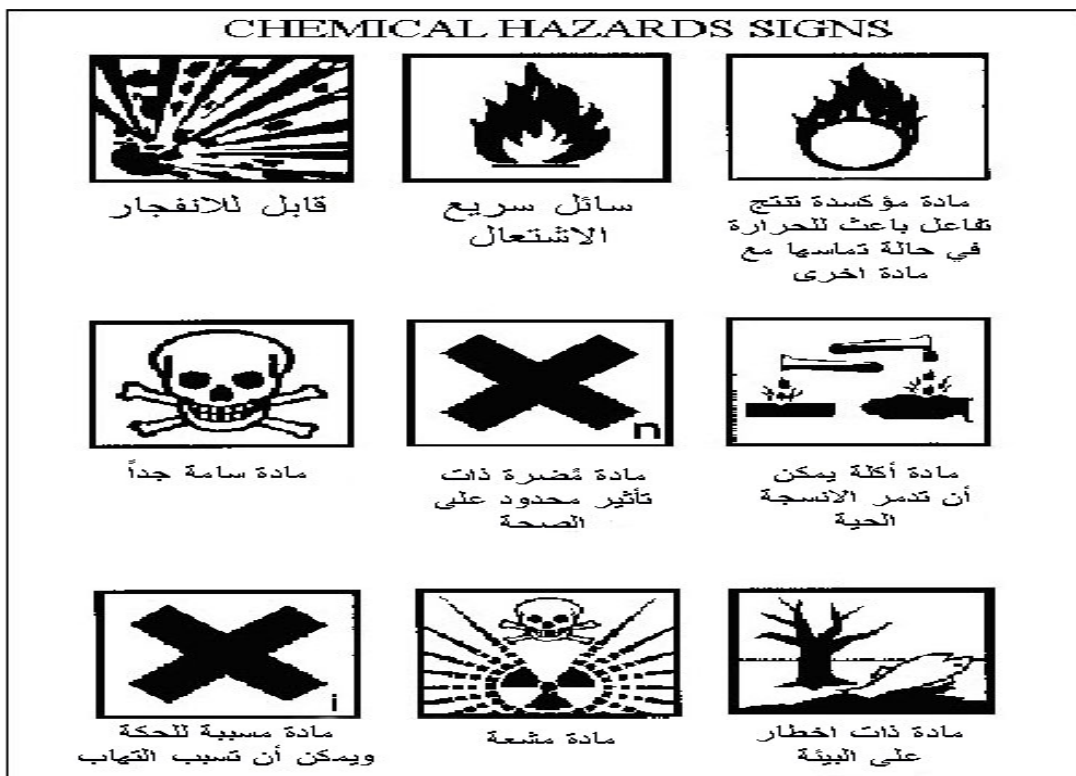 CHEMICAL HAZARDS SIGNS
قابل للانفجار
سائل سريع
الاشتعال
مادة مؤكسدة تنتج
تفاعل باعث للحرارة
في حالة تماسها مع
مادة اخرى
مادة سامة جداً
n
مادة مُضرة ذات
تأثير محدود على
الصحة
مادة أكلة يمكن
أن تدمر الانسجة
الحية
i
مادة مسببة للحكة
ويمكن أن تسبب التهاب
مادة مشعة
مادة ذات اخطار
على البيئة